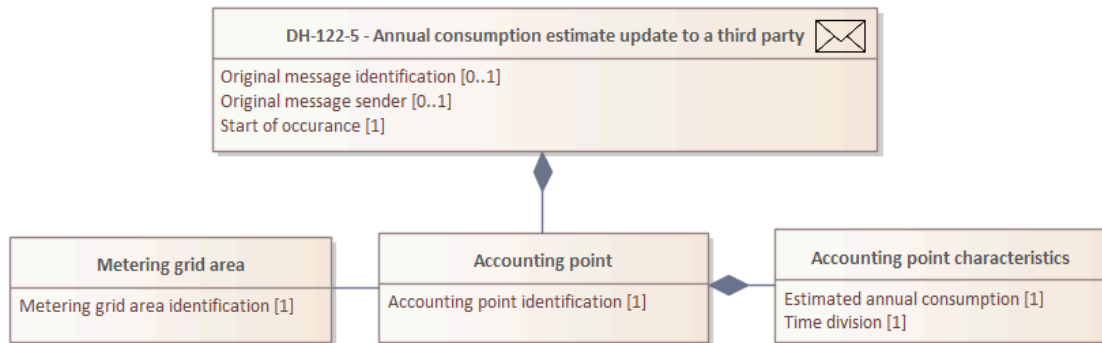 DH-122-5 - Annual consumption estimate update to a third party
Original message identification [0..1]
Original message sender [0..1]
Start of occurance [1]
Metering grid area
Metering grid area identification [1]
Accounting point
Accounting point identification [1]
Accounting point characteristics
Estimated annual consumption [1]
Time division [1]